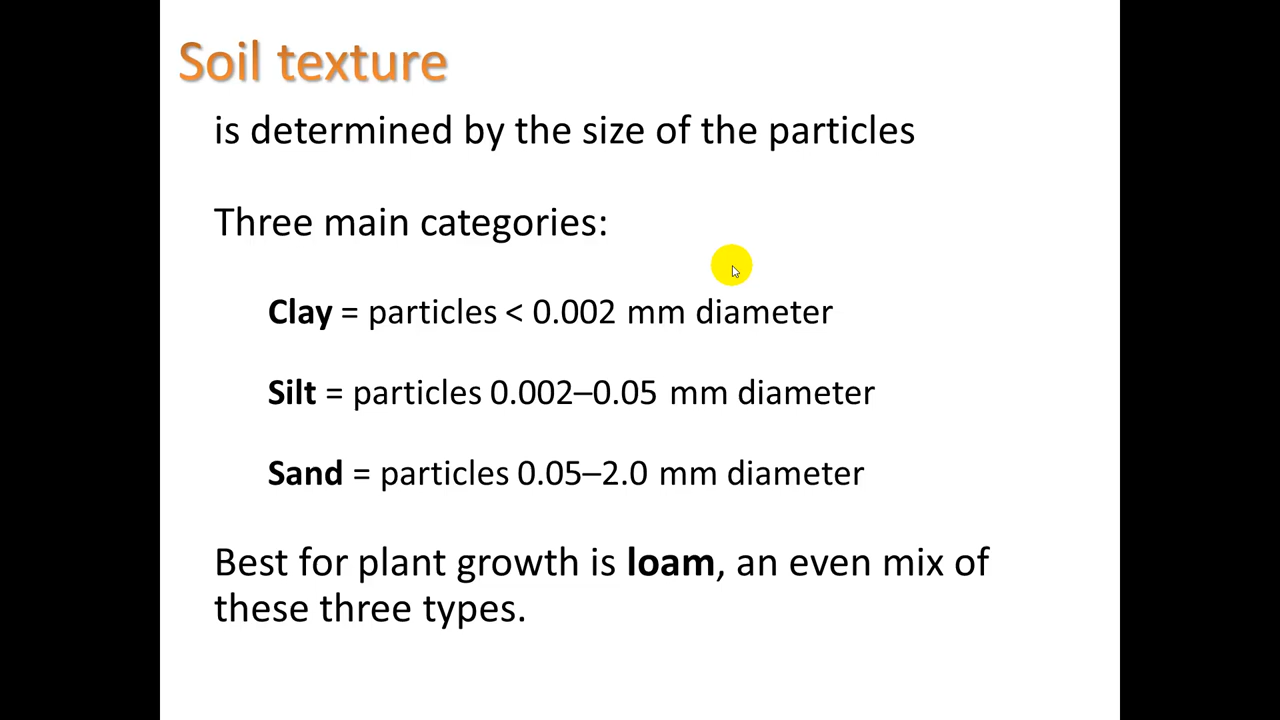 Soil texture
is determined by the size of the particles
Three main categories:
Clay = particles < 0.002 mm diameter
Silt = particles 0.002–0.05 mm diameter
Sand = particles 0.05–2.0 mm diameter
Best for plant growth is loam, an even mix of
these three types.